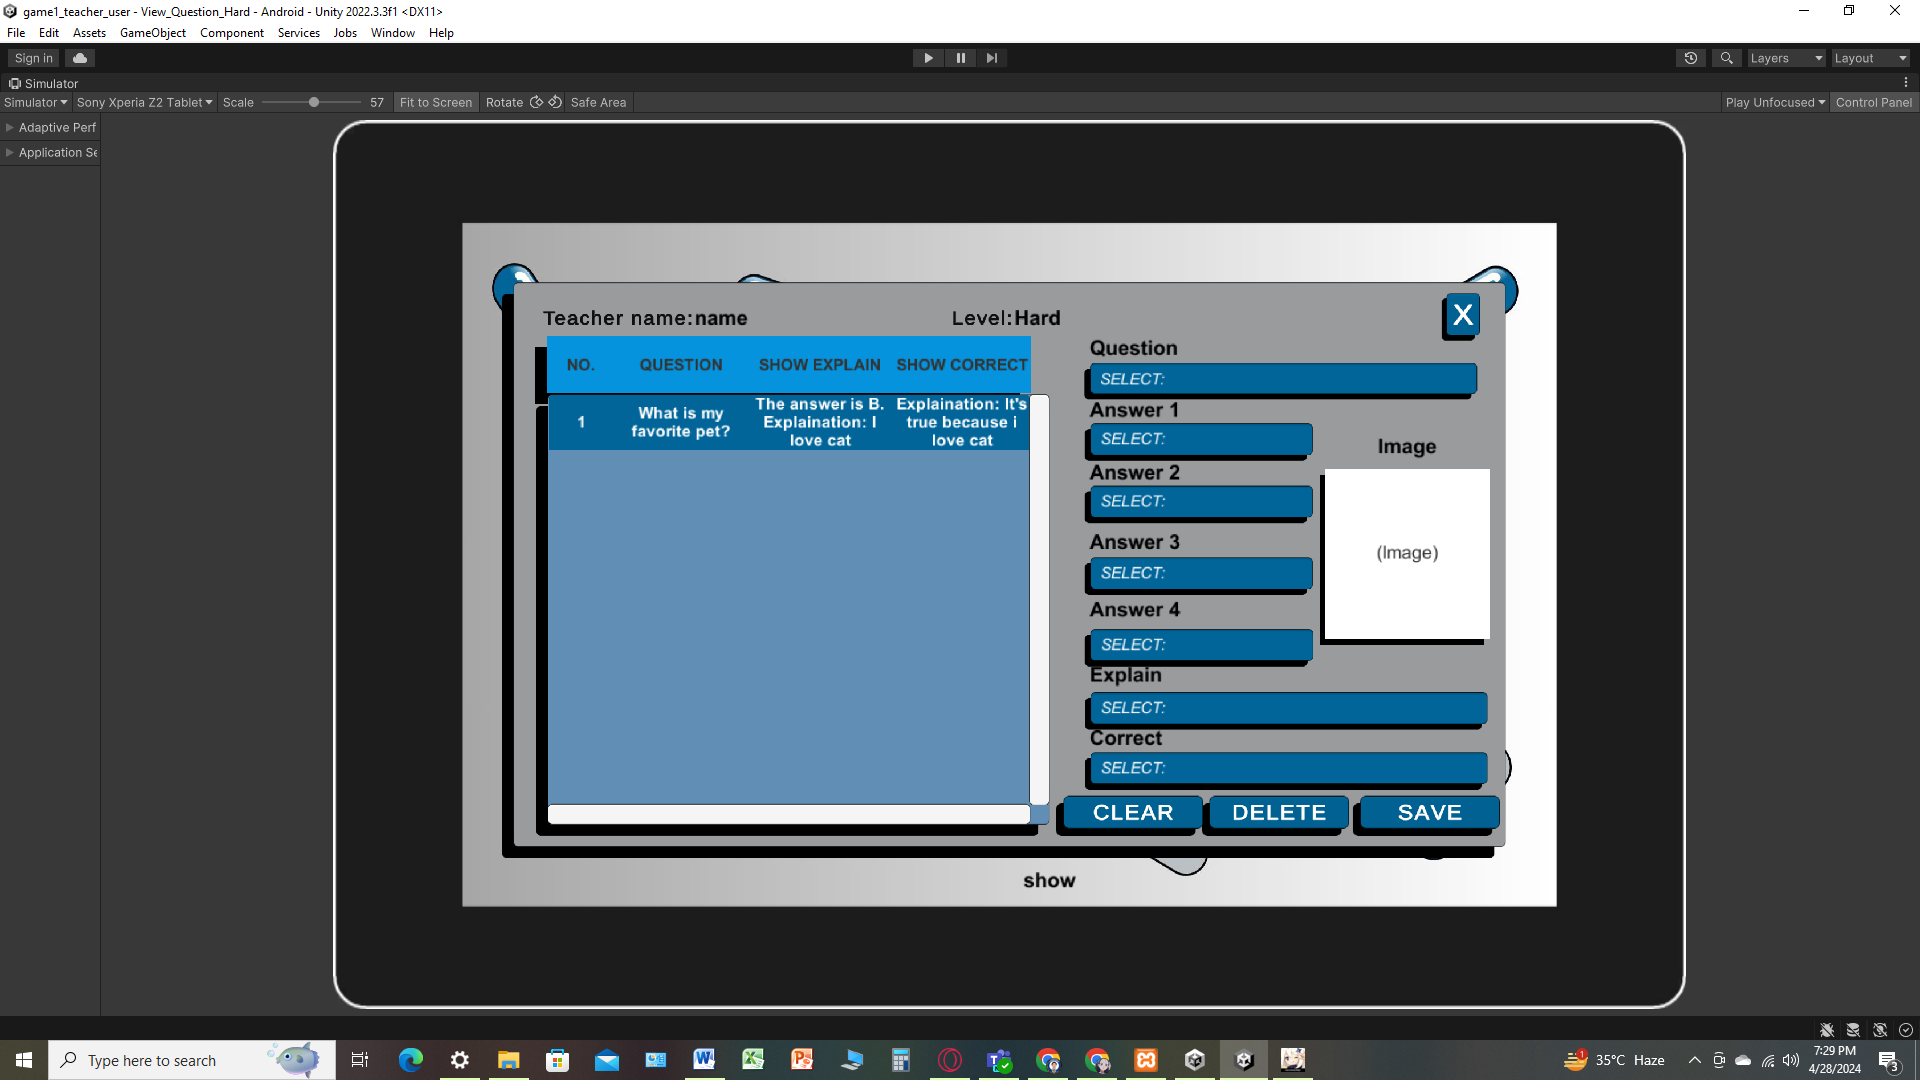 game1_teacher_user - View_Question_Hard - Android - Unity 2022.3.3f1 <DX11>
File Edit Assets GameObject Component Services Jobs Window Help
Sign in Layers Layout
Simulator
Simulator Sony Xperia Z2 Tablet Scale 57 Fit to Screen Rotate Safe Area Play Unfocused Control Panel
Adaptive Perf
Application Se
Teacher name:name Level:Hard X
NO. QUESTION SHOW EXPLAIN SHOW CORRECT
1
What is my
favorite pet?
The answer is B.
Explaination: I
love cat
Explaination: It's
true because i
love cat
Question
SELECT:
Answer 1
SELECT:
Answer 2
SELECT:
Answer 3
SELECT:
Answer 4
SELECT:
Image
(Image)
Explain
SELECT:
Correct
SELECT:
CLEAR DELETE SAVE
show
Type here to search
1
35°C Haze
7:29 PM
4/28/2024
3